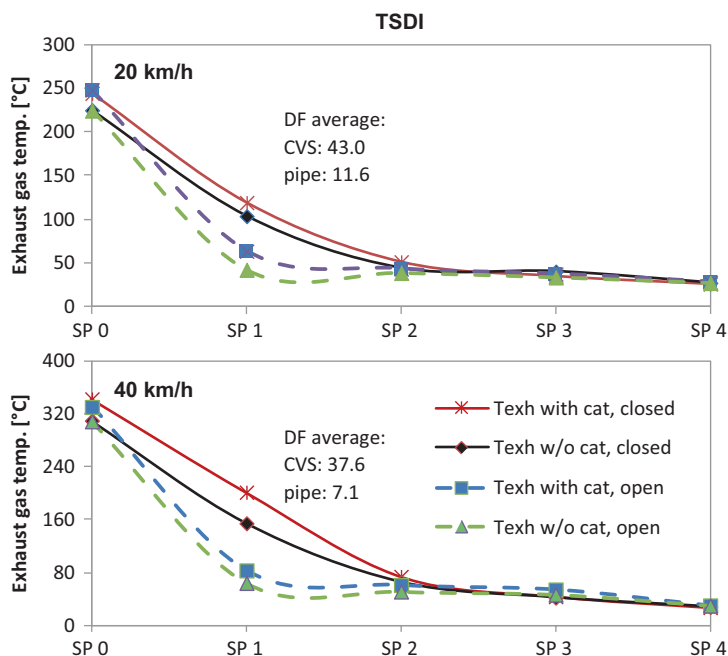 TSDI
Exhaust gas temp. [°C]
300
250
200
150
100
50
0
20 km/h
DF average:
CVS: 43.0
pipe: 11.6
SP 0
SP 1
SP 2
SP 3
SP 4
Exhaust gas temp. [°C]
400
320
240
160
80
0
40 km/h
DF average:
CVS: 37.6
pipe: 7.1
Texh with cat, closed
Texh w/o cat, closed
Texh with cat, open
Texh w/o cat, open
SP 0
SP 1
SP 2
SP 3
SP 4